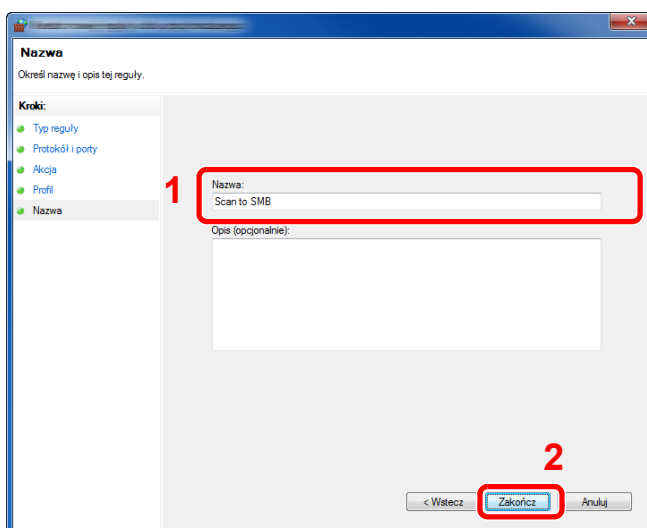 X
Nazwa
Określ nazwę i opis tej reguły.
Kroki:
Typ reguły
Protokół i porty
Akcja
Profil
Nazwa
1
Nazwa:
Scan to SMB
Opis (opcjonalnie):
2
< Wstecz
Zakończ
Anuluj